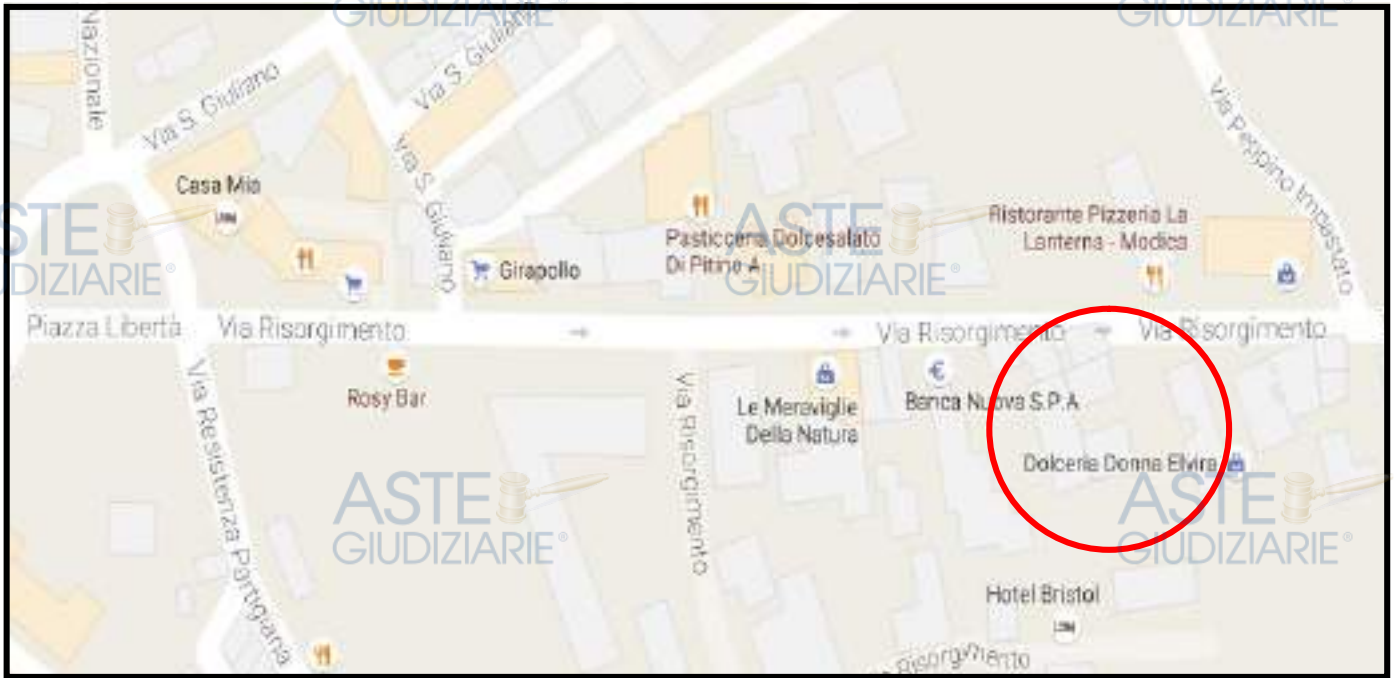 GIUDIZIARIE
GIUDIZIARIE®
Nazionale
Via S. Giuliano
Via S. Giuliano
Via S. Giuliano
Via Peppino Impastato
Casa Mia
ASTE
GIUDIZIARIE®
Girapollo
Pasticceria Dolcesalato
Di Pitino A
ASTE
GIUDIZIARIE®
Ristorante Pizzeria La
Lanterna - Modica
Piazza Libertà
Via Risorgimento
Via Risorgimento
Via Risorgimento
Rosy Bar
Via Resistenza Partigiana
Via Risorgimento
Le Meraviglie
Della Natura
€
Banca Nuova S.P.A
Dolceria Donna Elvira
ASTE
GIUDIZIARIE®
ASTE
GIUDIZIARIE®
Hotel Bristol
Risorgimento